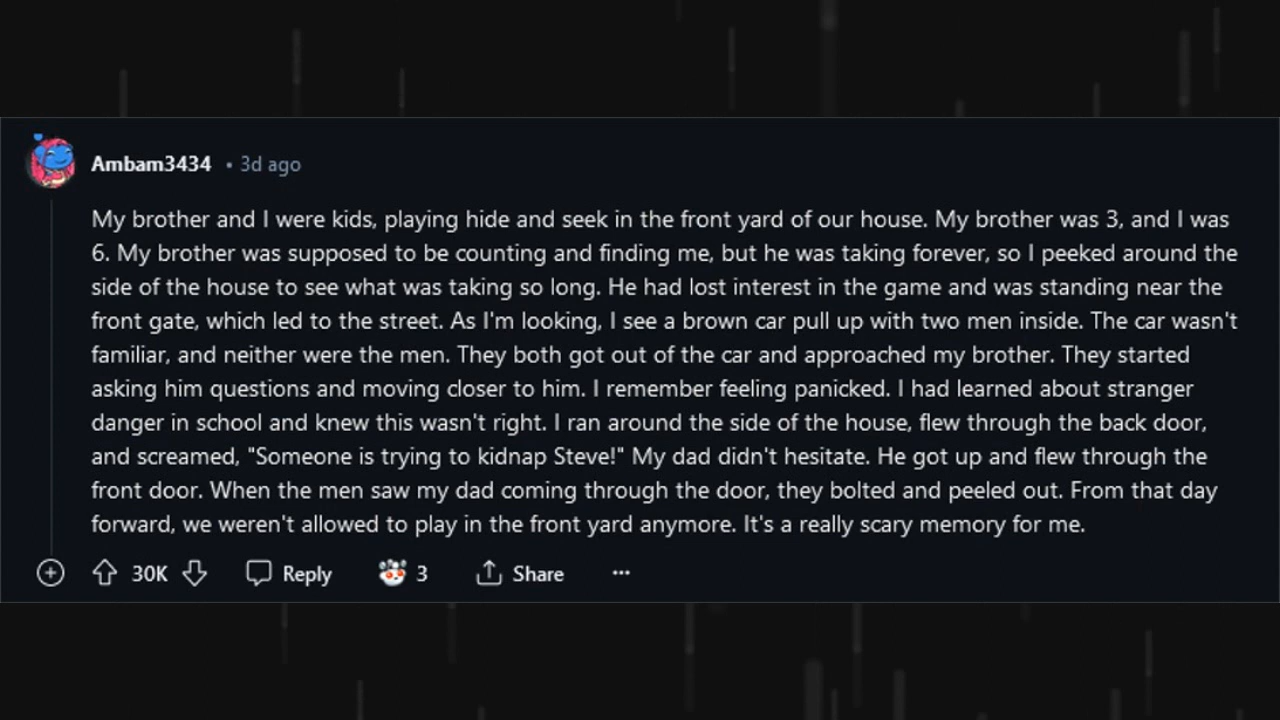 Ambam3434 • 3d ago
My brother and I were kids, playing hide and seek in the front yard of our house. My brother was 3, and I was
6. My brother was supposed to be counting and finding me, but he was taking forever, so I peeked around the
side of the house to see what was taking so long. He had lost interest in the game and was standing near the
front gate, which led to the street. As I'm looking, I see a brown car pull up with two men inside. The car wasn't
familiar, and neither were the men. They both got out of the car and approached my brother. They started
asking him questions and moving closer to him. I remember feeling panicked. I had learned about stranger
danger in school and knew this wasn't right. I ran around the side of the house, flew through the back door,
and screamed, "Someone is trying to kidnap Steve!" My dad didn't hesitate. He got up and flew through the
front door. When the men saw my dad coming through the door, they bolted and peeled out. From that day
forward, we weren't allowed to play in the front yard anymore. It's a really scary memory for me.
30K Reply 3 Share ···